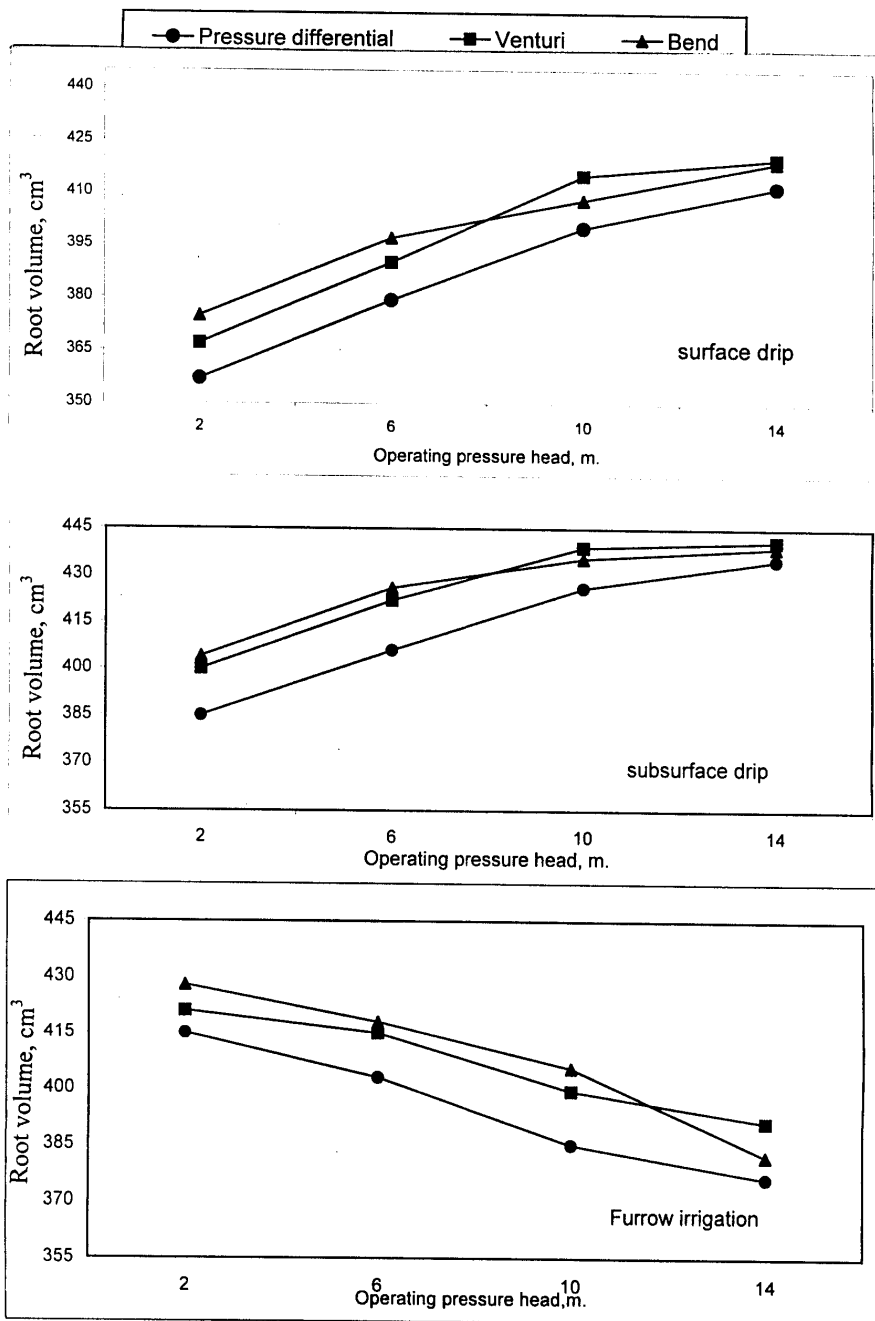 Pressure differential Venturi Bend
Root volume, cm³
440
425
410
395
380
365
350
surface drip
2 6 10 14
Operating pressure head, m.
Root volume, cm³
445
430
415
400
385
370
355
subsurface drip
2 6 10 14
Operating pressure head, m.
Root volume, cm³
445
430
415
400
385
370
355
Furrow irrigation
2 6 10 14
Operating pressure head,m.